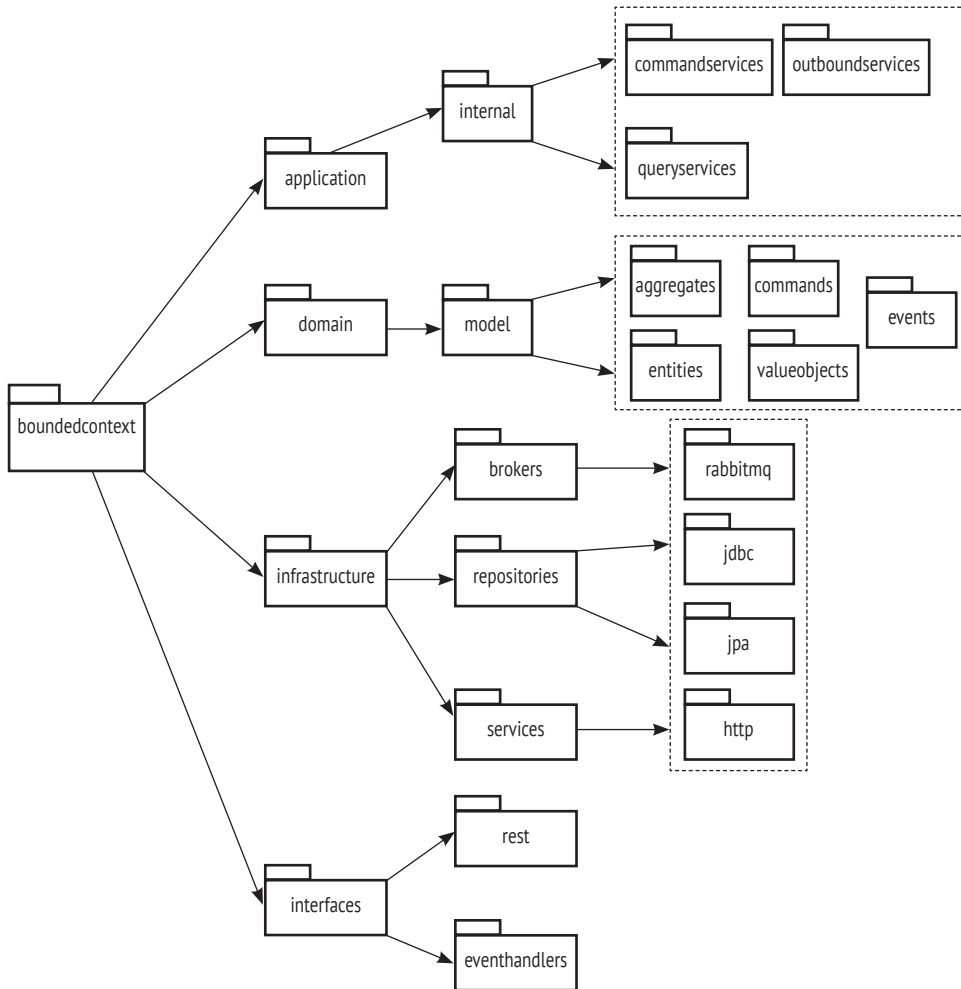 commandservices
outboundservices
internal
queryservices
application
aggregates
commands
events
domain
model
entities
valueobjects
boundedcontext
brokers
rabbitmq
jdbc
infrastructure
repositories
jpa
services
http
rest
interfaces
eventhandlers